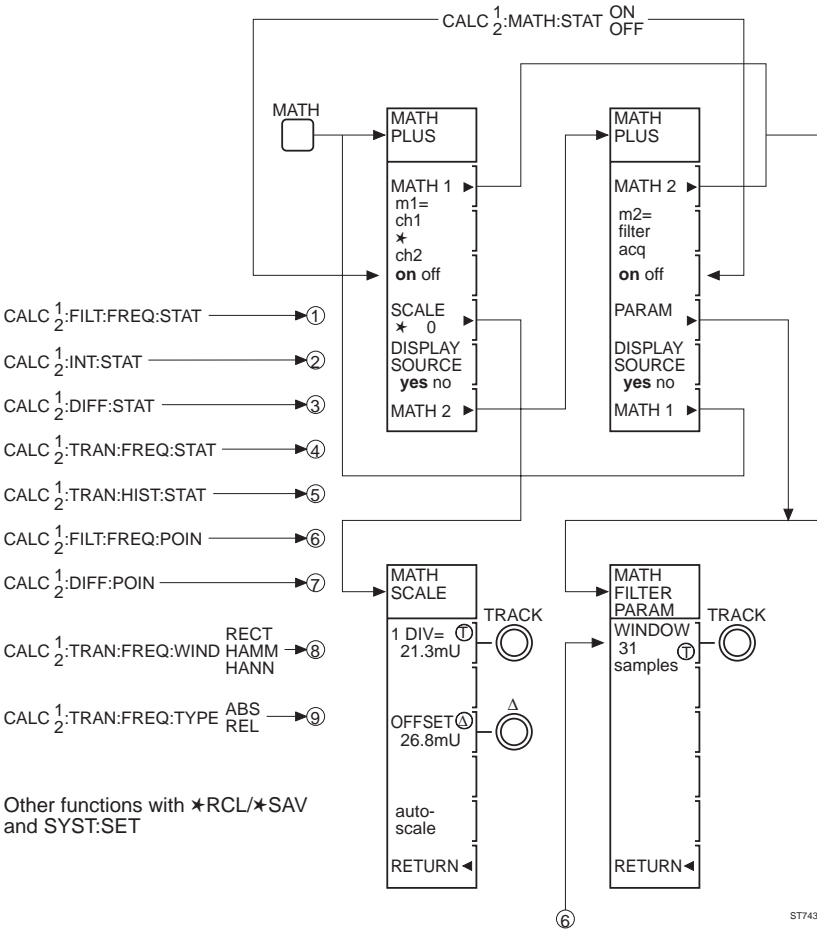 CALC 1/2:MATH:STAT ON OFF
MATH
MATH
PLUS
MATH 1 ▶
m1=
ch1
✶
ch2
on off
SCALE ▶
✶ 0
DISPLAY
SOURCE
yes no
MATH 2 ▶
MATH
PLUS
MATH 2 ▶
m2=
filter
acq
on off
PARAM ▶
DISPLAY
SOURCE
yes no
MATH 1 ▶
CALC 1/2:FILT:FREQ:STAT ①
CALC 1/2:INT:STAT ②
CALC 1/2:DIFF:STAT ③
CALC 1/2:TRAN:FREQ:STAT ④
CALC 1/2:TRAN:HIST:STAT ⑤
CALC 1/2:FILT:FREQ:POIN ⑥
CALC 1/2:DIFF:POIN ⑦
CALC 1/2:TRAN:FREQ:WIND RECT HAMM HANN ⑧
CALC 1/2:TRAN:FREQ:TYPE ABS REL ⑨
Other functions with ✶RCL/✶SAV
and SYST:SET
MATH
SCALE
TRACK
1 DIV= Ⓣ
21.3mU
Δ
OFFSET Δ
26.8mU
auto-
scale
RETURN ◀
MATH
FILTER
PARAM
TRACK
WINDOW
31 Ⓣ
samples
RETURN ◀
⑥
ST743